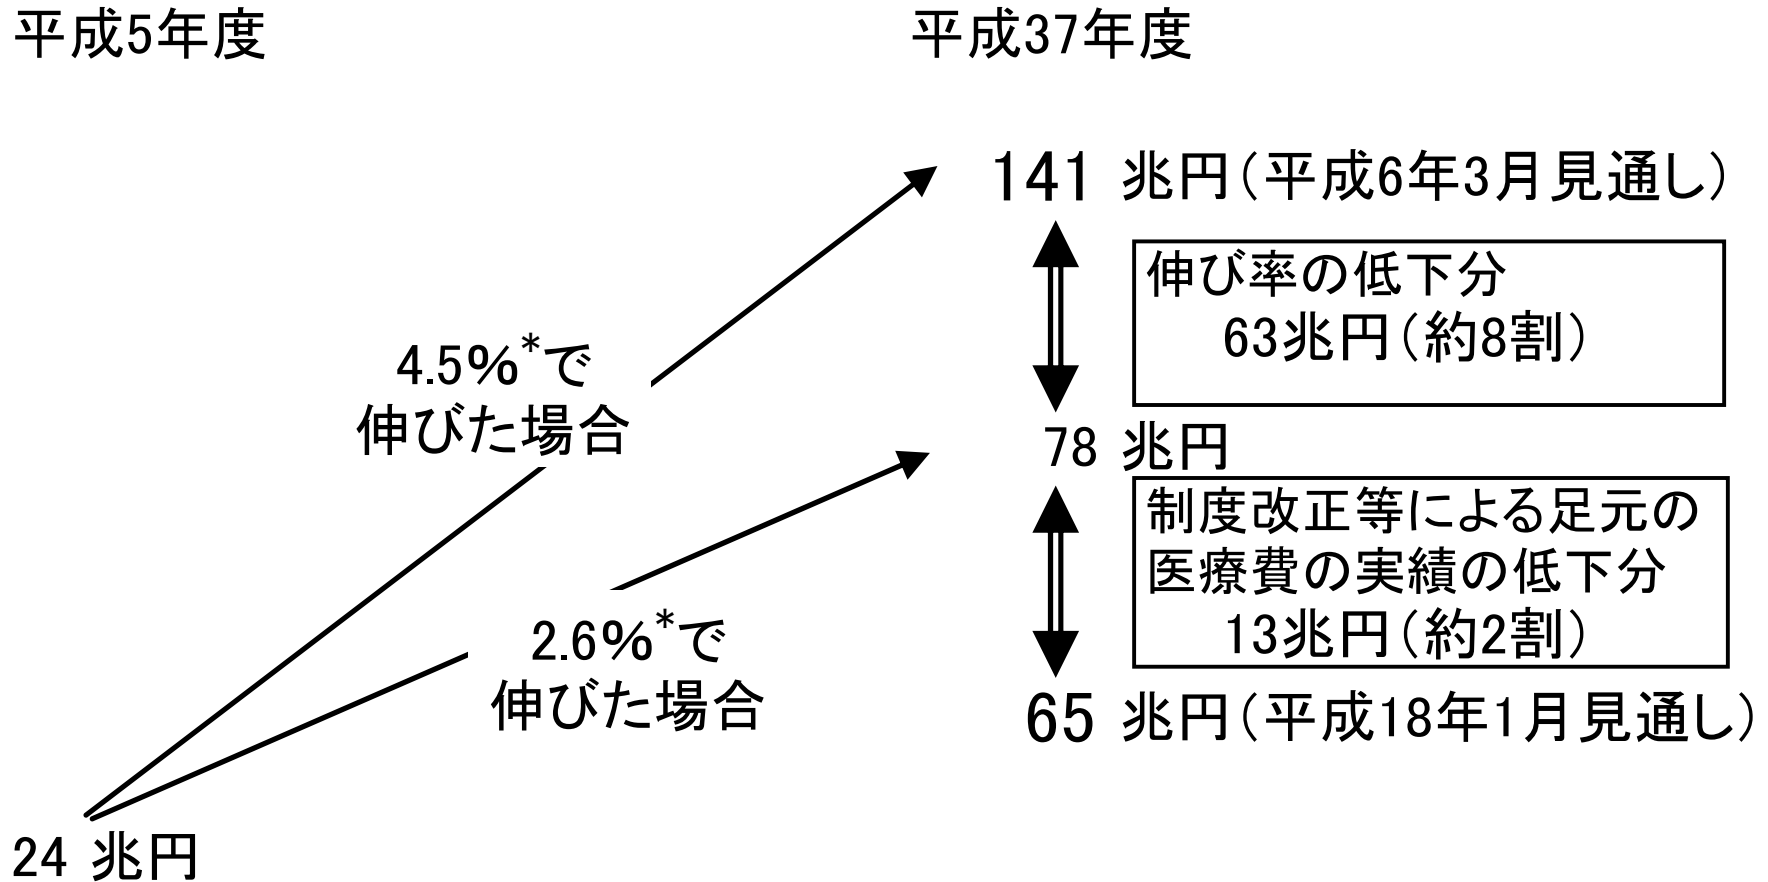 平成5年度
平成37年度
141 兆円(平成6年3月見通し)
伸び率の低下分
63兆円(約8割)
4.5%*で
伸びた場合
78 兆円
制度改正等による足元の
医療費の実績の低下分
13兆円(約2割)
2.6%*で
伸びた場合
65 兆円(平成18年1月見通し)
24 兆円